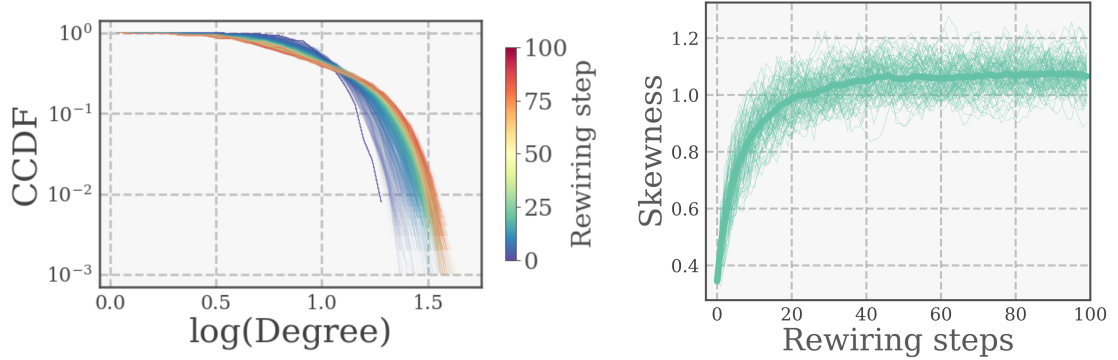 CCDF
10⁰
10⁻¹
10⁻²
10⁻³
0.0 0.5 1.0 1.5
log(Degree)
100
75
50
25
0
Rewiring step
Skewness
1.2
1.0
0.8
0.6
0.4
0 20 40 60 80 100
Rewiring steps